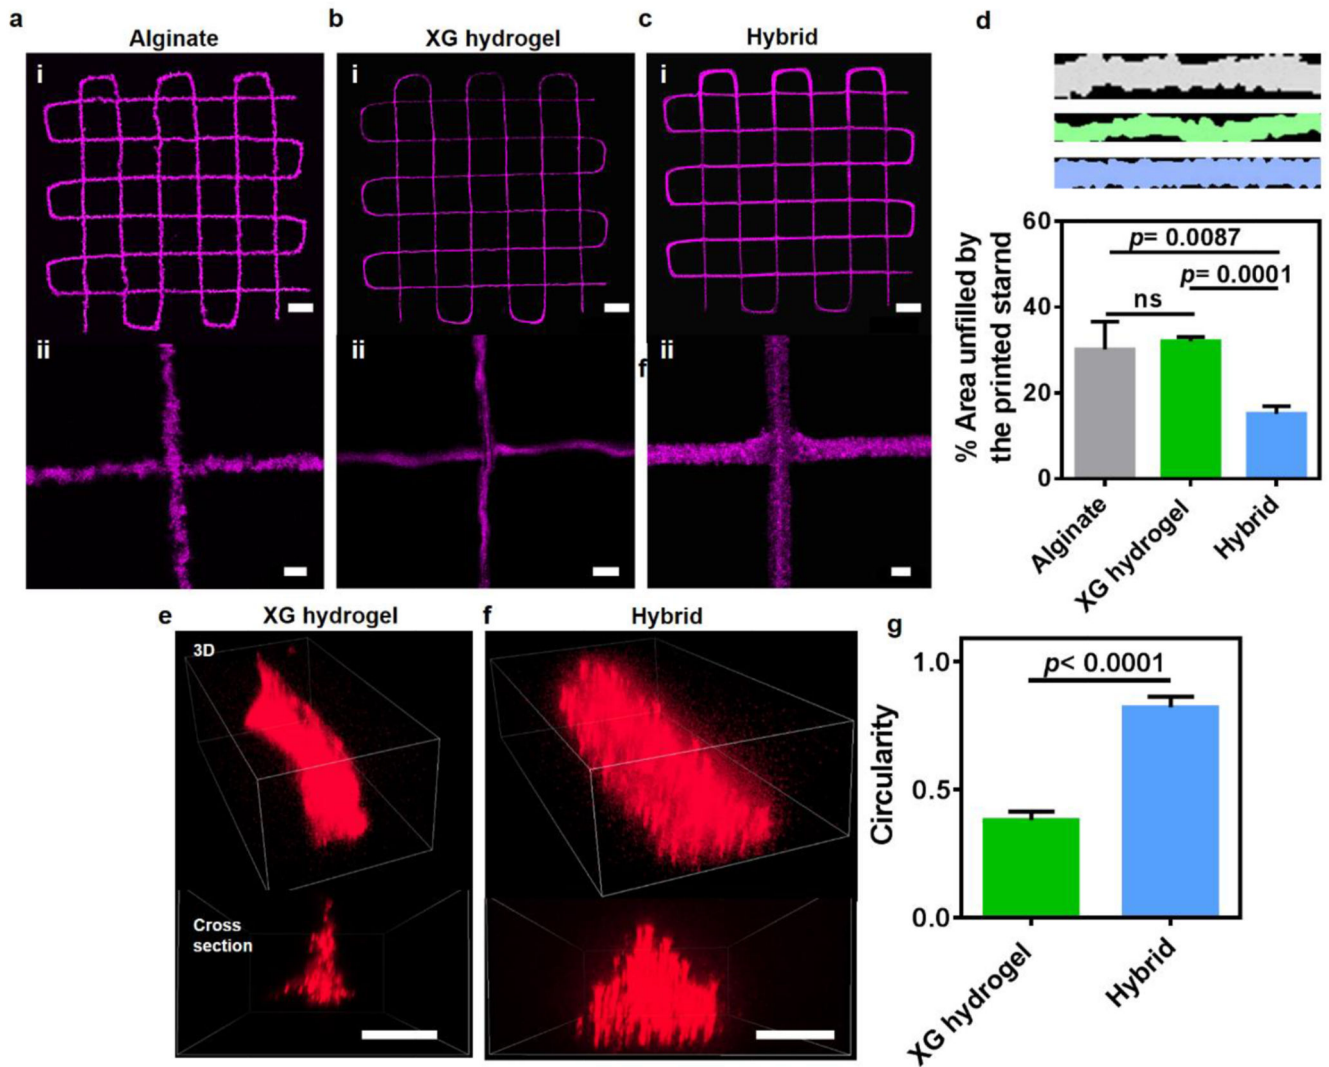 a
Alginate
i
ii
b
XG hydrogel
i
ii
c
Hybrid
i
f
ii
d
% Area unfilled by
the printed starnd
60
40
20
0
p= 0.0087
p= 0.0001
ns
Alginate
XG hydrogel
Hybrid
e
XG hydrogel
3D
Cross
section
f
Hybrid
g
Circularity
1.0
0.5
0.0
p< 0.0001
XG hydrogel
Hybrid